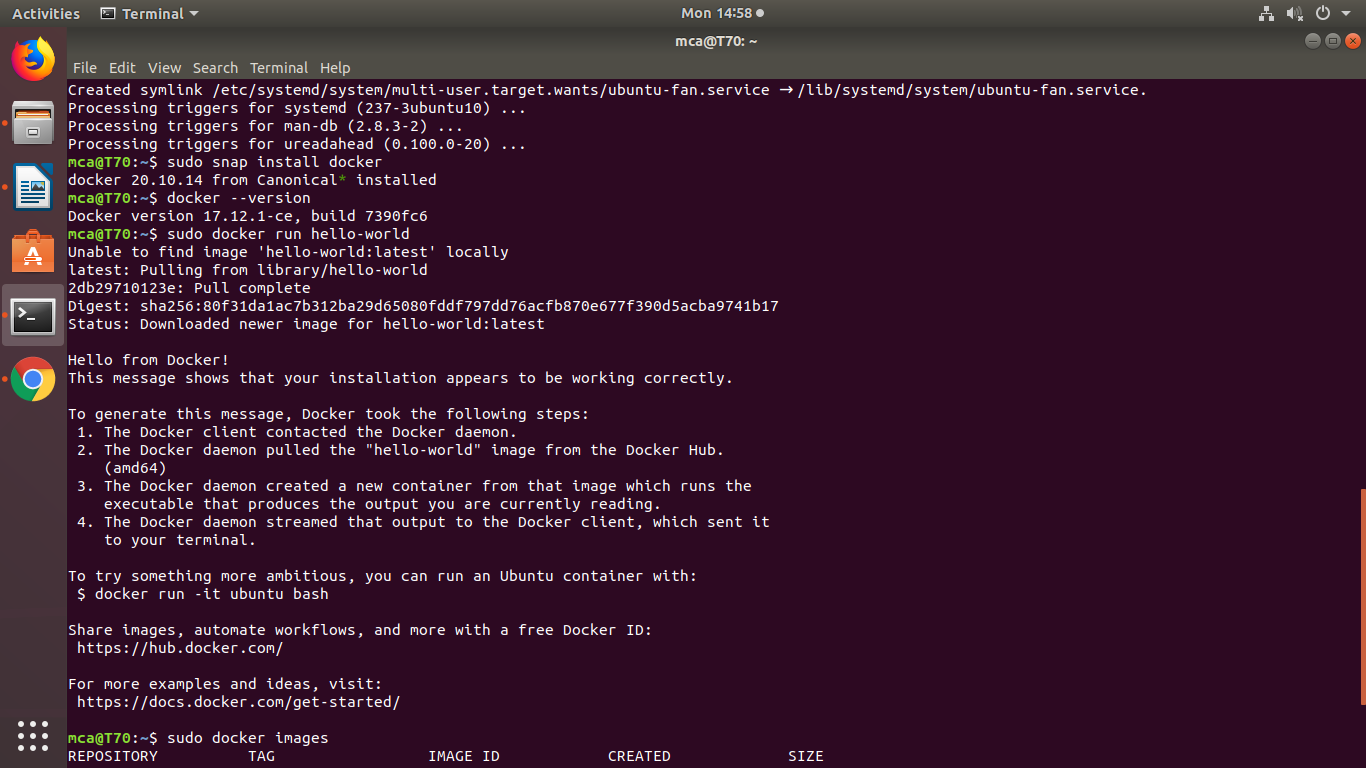 Activities Terminal Mon 14:58
mca@T70: ~
File Edit View Search Terminal Help
Created symlink /etc/systemd/system/multi-user.target.wants/ubuntu-fan.service → /lib/systemd/system/ubuntu-fan.service.
Processing triggers for systemd (237-3ubuntu10) ...
Processing triggers for man-db (2.8.3-2) ...
Processing triggers for ureadahead (0.100.0-20) ...
mca@T70:~$ sudo snap install docker
docker 20.10.14 from Canonical* installed
mca@T70:~$ docker --version
Docker version 17.12.1-ce, build 7390fc6
mca@T70:~$ sudo docker run hello-world
Unable to find image 'hello-world:latest' locally
latest: Pulling from library/hello-world
2db29710123e: Pull complete
Digest: sha256:80f31da1ac7b312ba29d65080fddf797dd76acfb870e677f390d5acba9741b17
Status: Downloaded newer image for hello-world:latest
Hello from Docker!
This message shows that your installation appears to be working correctly.
To generate this message, Docker took the following steps:
1. The Docker client contacted the Docker daemon.
2. The Docker daemon pulled the "hello-world" image from the Docker Hub.
(amd64)
3. The Docker daemon created a new container from that image which runs the
executable that produces the output you are currently reading.
4. The Docker daemon streamed that output to the Docker client, which sent it
to your terminal.
To try something more ambitious, you can run an Ubuntu container with:
$ docker run -it ubuntu bash
Share images, automate workflows, and more with a free Docker ID:
https://hub.docker.com/
For more examples and ideas, visit:
https://docs.docker.com/get-started/
mca@T70:~$ sudo docker images
REPOSITORY TAG IMAGE ID CREATED SIZE